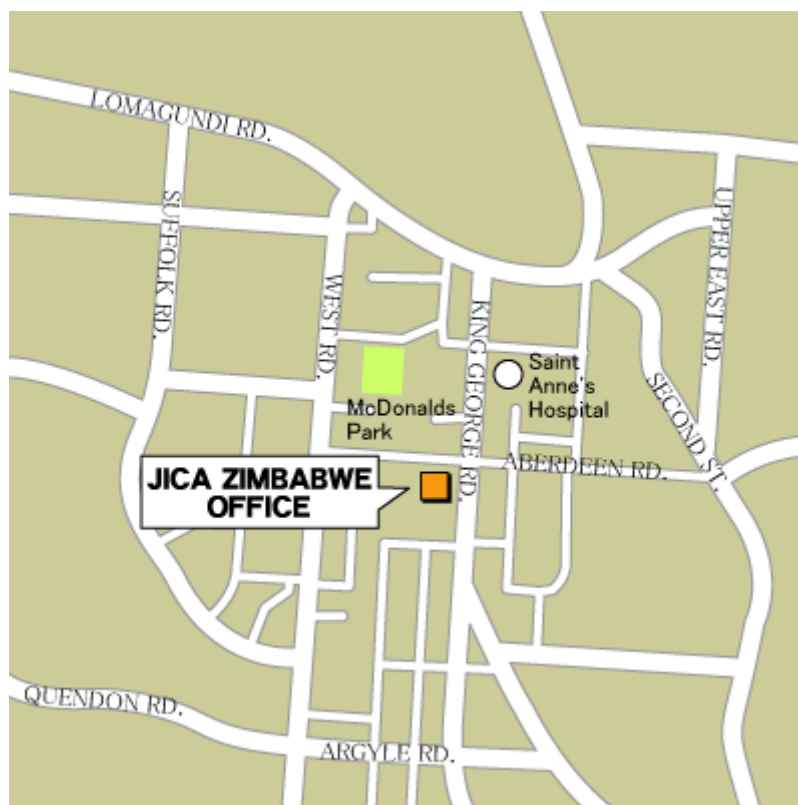 LOMAGUNDI RD.
SUFFOLK RD.
UPPER EAST RD.
WEST RD.
KING GEORGE RD.
Saint
Anne's
Hospital
McDonalds
Park
SECOND ST.
ABERDEEN RD.
JICA ZIMBABWE
OFFICE
QUENDON RD.
ARGYLE RD.